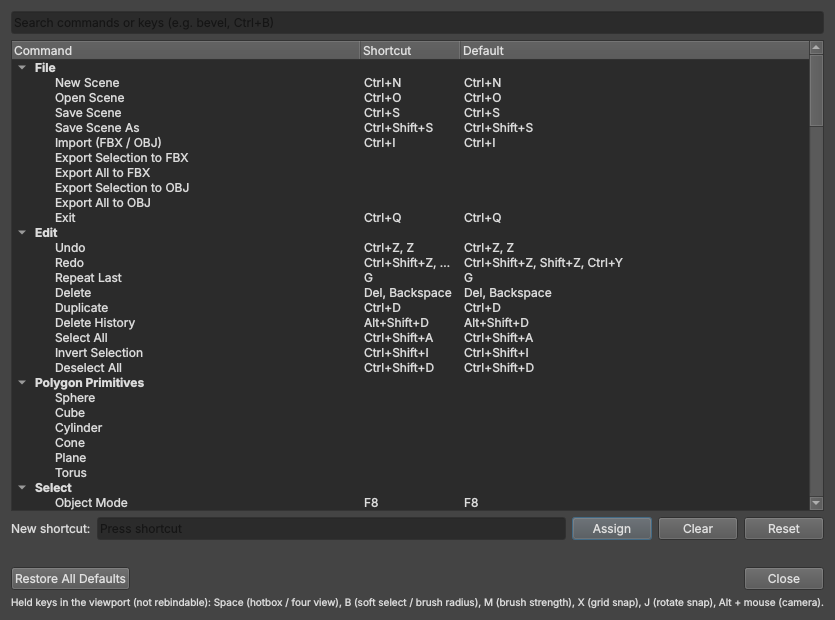 Search commands or keys (e.g. bevel, Ctrl+B)
Command Shortcut Default
File
New Scene Ctrl+N Ctrl+N
Open Scene Ctrl+O Ctrl+O
Save Scene Ctrl+S Ctrl+S
Save Scene As Ctrl+Shift+S Ctrl+Shift+S
Import (FBX / OBJ) Ctrl+I Ctrl+I
Export Selection to FBX
Export All to FBX
Export Selection to OBJ
Export All to OBJ
Exit Ctrl+Q Ctrl+Q
Edit
Undo Ctrl+Z, Z Ctrl+Z, Z
Redo Ctrl+Shift+Z, ... Ctrl+Shift+Z, Shift+Z, Ctrl+Y
Repeat Last G G
Delete Del, Backspace Del, Backspace
Duplicate Ctrl+D Ctrl+D
Delete History Alt+Shift+D Alt+Shift+D
Select All Ctrl+Shift+A Ctrl+Shift+A
Invert Selection Ctrl+Shift+I Ctrl+Shift+I
Deselect All Ctrl+Shift+D Ctrl+Shift+D
Polygon Primitives
Sphere
Cube
Cylinder
Cone
Plane
Torus
Select
Object Mode F8 F8
New shortcut: Press shortcut Assign Clear Reset
Restore All Defaults Close
Held keys in the viewport (not rebindable): Space (hotbox / four view), B (soft select / brush radius), M (brush strength), X (grid snap), J (rotate snap), Alt + mouse (camera).